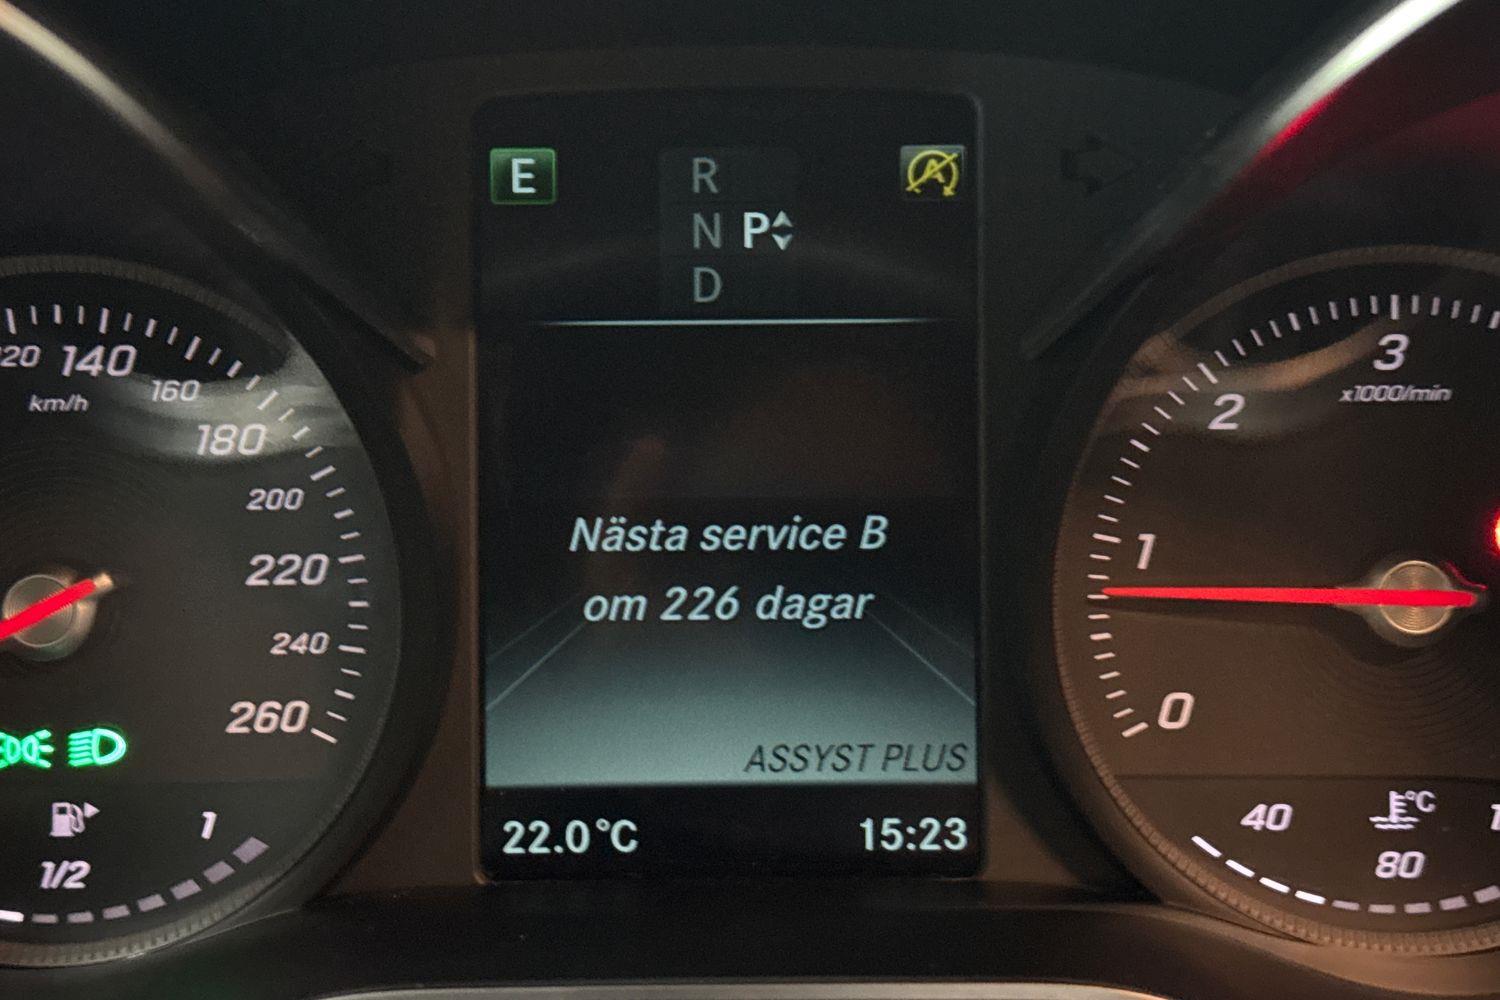 E
R
N P
D
A
20 140
160
km/h
180
200
220
240
260
1/2
1
Nästa service B
om 226 dagar
ASSYST PLUS
22.0°C
15:23
3
x1000/min
2
1
0
40
°C
80
1